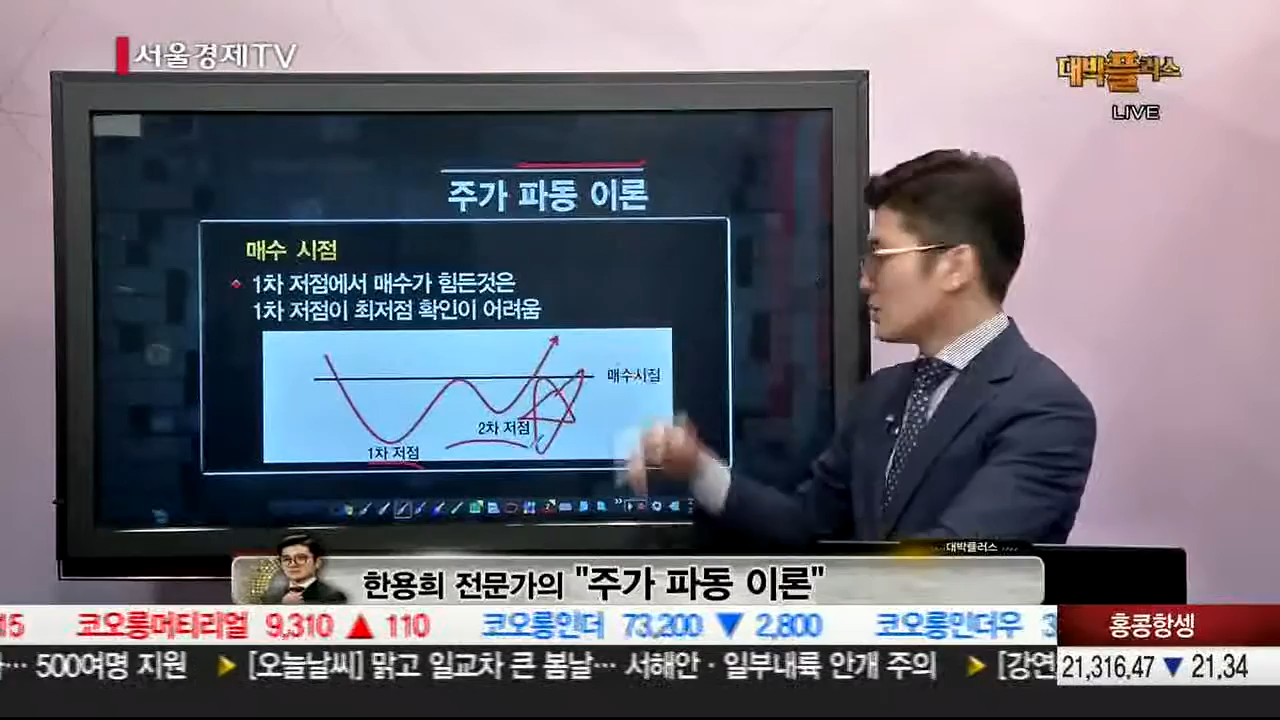 서울경제TV
대박플러스
LIVE
주가 파동 이론
매수 시점
1차 저점에서 매수가 힘든것은
1차 저점이 최저점 확인이 어려움
매수시점
2차 저점
1차 저점
대박플러스
한용희 전문가의 "주가 파동 이론"
15 코오롱머티리얼 9,310 ▲ 110 코오롱인더 73,200 ▼ 2,800 코오롱인더우 3
홍콩항셍
… 500여명 지원 ▶ [오늘날씨] 맑고 일교차 큰 봄날… 서해안·일부내륙 안개 주의 ▶ [강연
21,316.47 ▼ 21,34